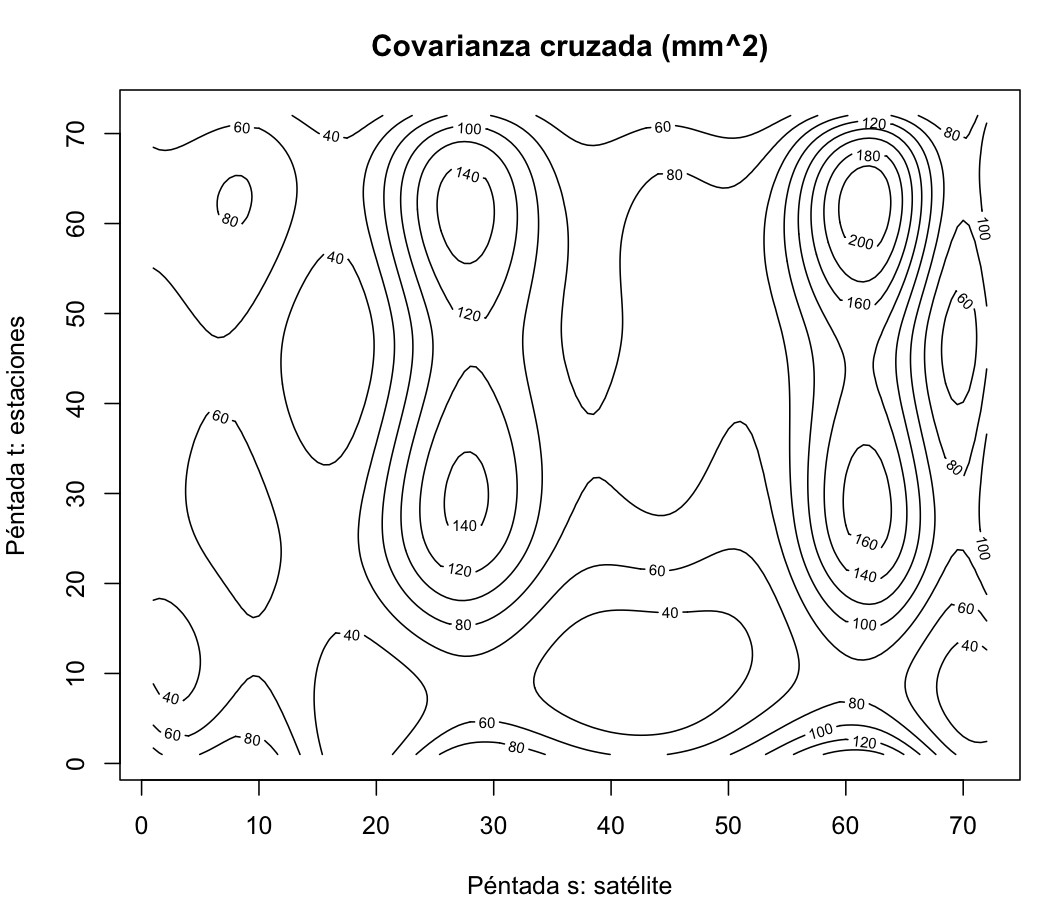 Covarianza cruzada (mm^2)
Péntada t: estaciones
70
60
50
40
30
20
10
0
60 40 100 60 120 80
140 180
80 80
60
200 100
40
120 160 60
60
80
140 160 100
120 60 140
40 60
80 100
40 40
40
60 60 80
80 80 100 120
0 10 20 30 40 50 60 70
Péntada s: satélite